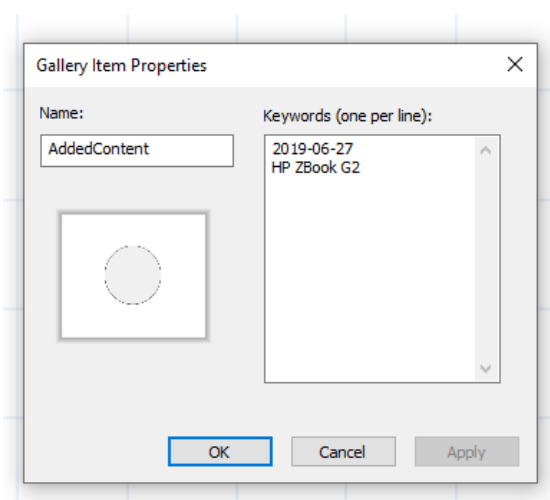 Gallery Item Properties
Name:
AddedContent
Keywords (one per line):
2019-06-27
HP ZBook G2
OK
Cancel
Apply